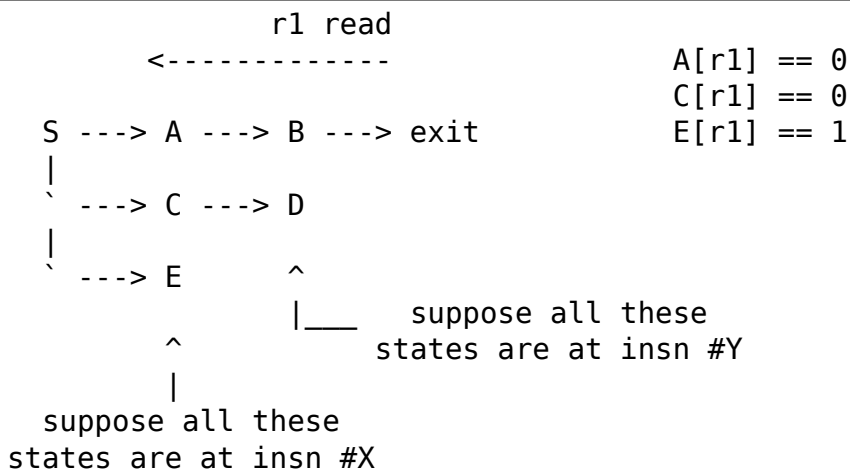 r1 read
<------------- A[r1] == 0
C[r1] == 0
S ---> A ---> B ---> exit E[r1] == 1
|
` ---> C ---> D
|
` ---> E ^
|___ suppose all these
^ states are at insn #Y
|
suppose all these
states are at insn #X